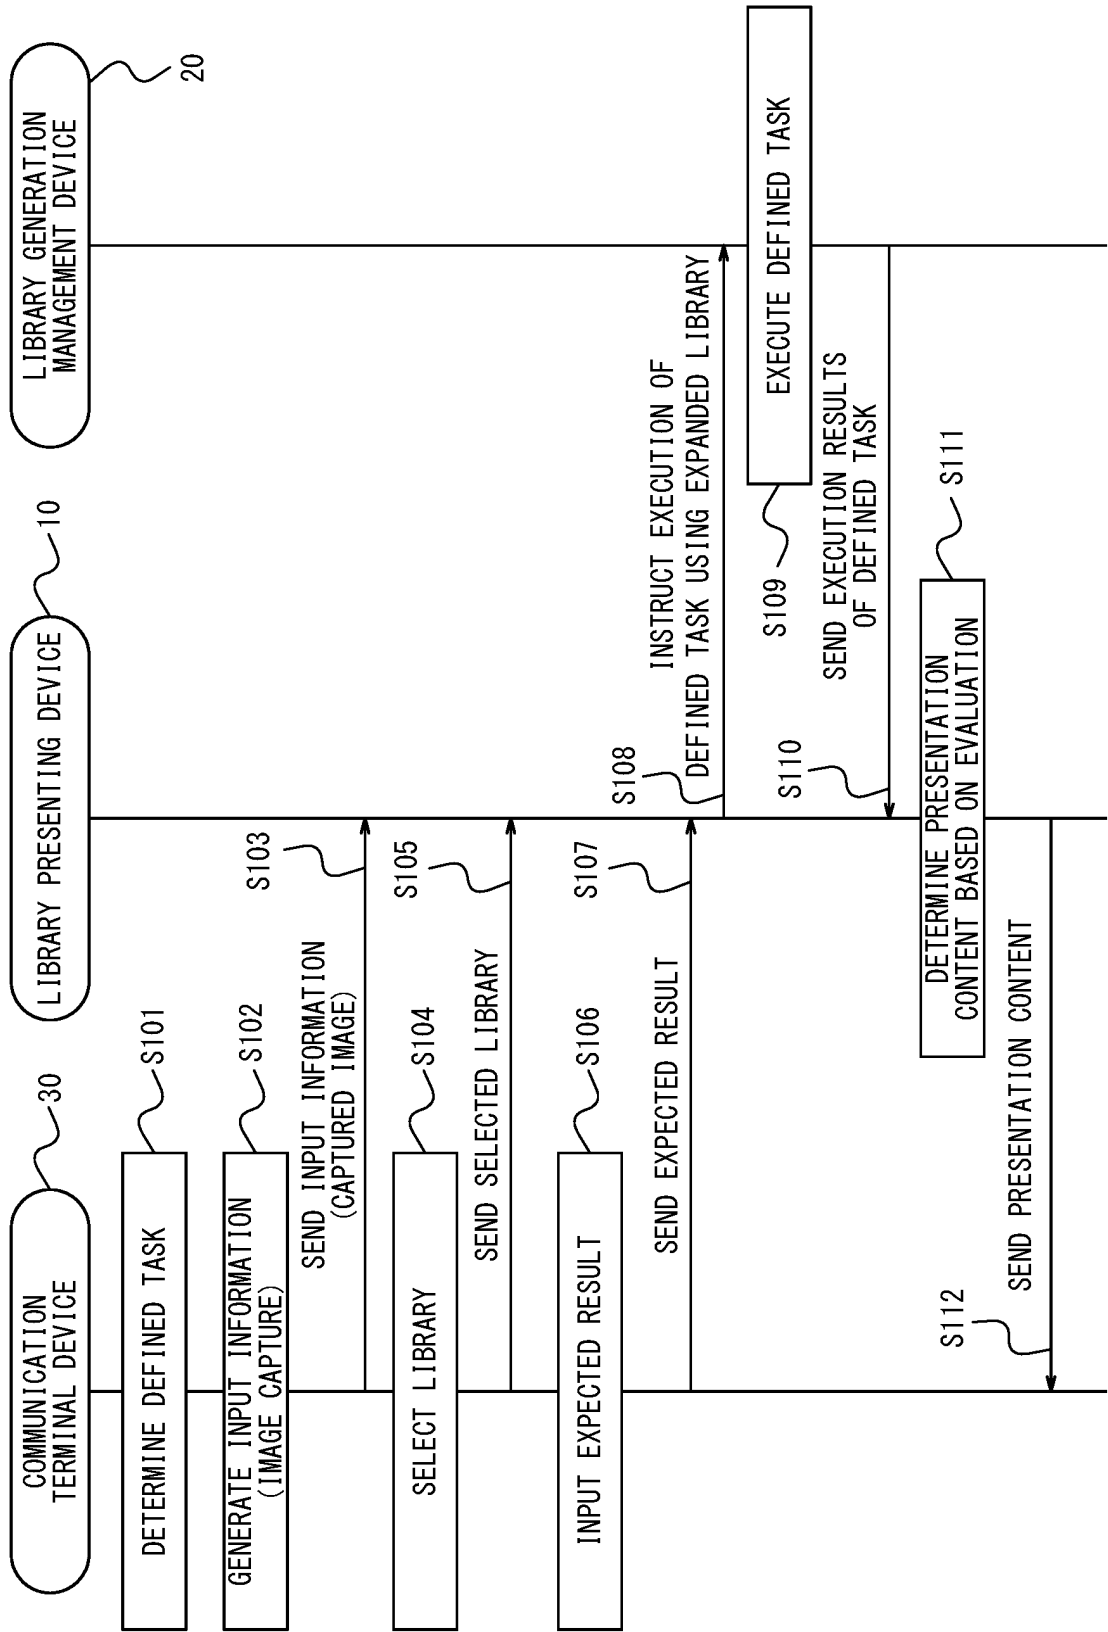 COMMUNICATION
TERMINAL DEVICE
30
LIBRARY PRESENTING DEVICE
10
LIBRARY GENERATION
MANAGEMENT DEVICE
20
DETERMINE DEFINED TASK
S101
GENERATE INPUT INFORMATION
(IMAGE CAPTURE)
S102
SEND INPUT INFORMATION
(CAPTURED IMAGE)
S103
SELECT LIBRARY
S104
SEND SELECTED LIBRARY
S105
INPUT EXPECTED RESULT
S106
SEND EXPECTED RESULT
S107
S108
INSTRUCT EXECUTION OF
DEFINED TASK USING EXPANDED LIBRARY
S109
EXECUTE DEFINED TASK
S110
SEND EXECUTION RESULTS
OF DEFINED TASK
DETERMINE PRESENTATION
CONTENT BASED ON EVALUATION
S111
S112
SEND PRESENTATION CONTENT